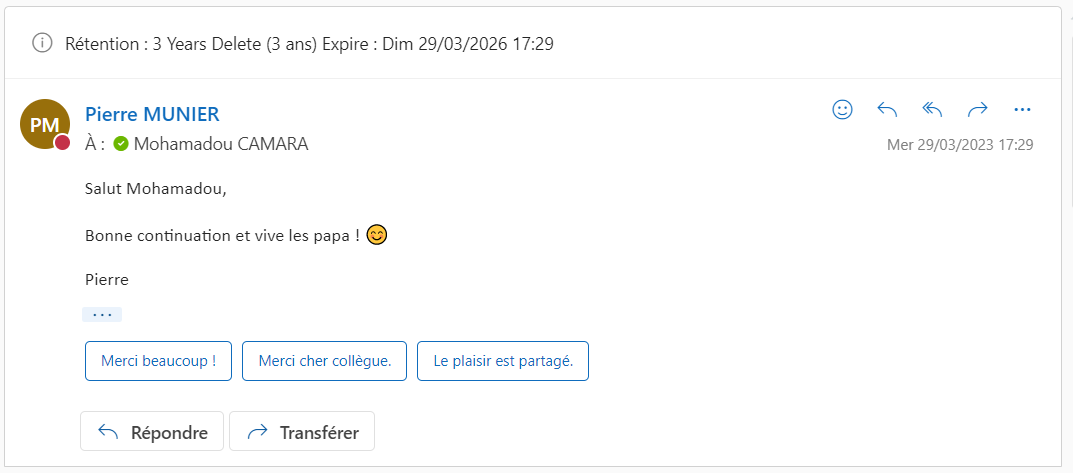 Rétention : 3 Years Delete (3 ans) Expire : Dim 29/03/2026 17:29
PM
Pierre MUNIER
À : Mohamadou CAMARA
Mer 29/03/2023 17:29
Salut Mohamadou,
Bonne continuation et vive les papa ! 😊
Pierre
...
Merci beaucoup !
Merci cher collègue.
Le plaisir est partagé.
Répondre
Transférer